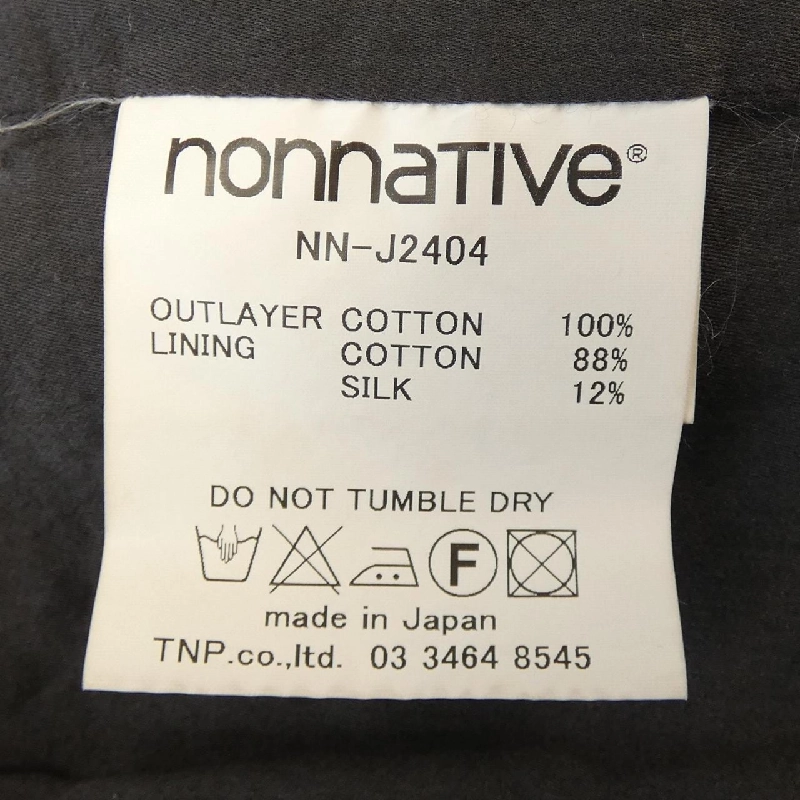 nonnative®
NN-J2404
OUTLAYER COTTON 100%
LINING COTTON 88%
SILK 12%
DO NOT TUMBLE DRY
F
made in Japan
TNP.co.,ltd. 03 3464 8545